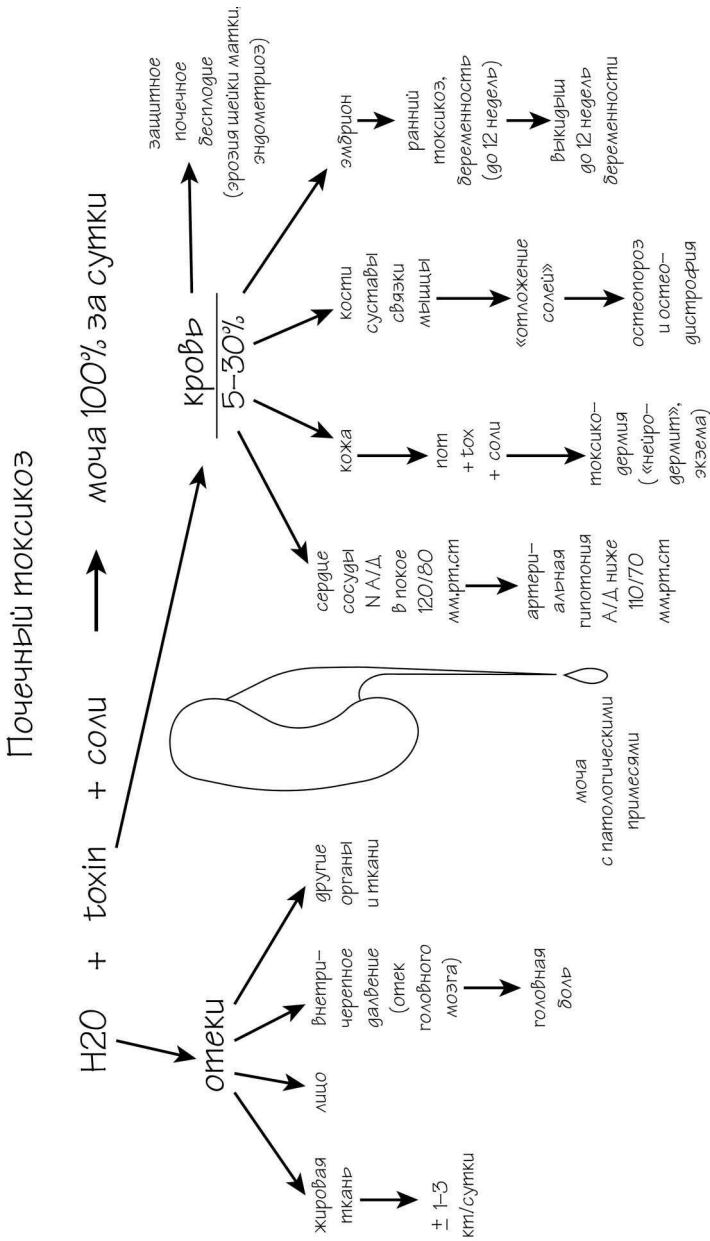 Почечный токсикоз
H2O + toxin + соли → моча 100% за сутки
отеки
жировая
ткань
± 1–3
кт/сутки
лицо
внетри–
черепное
далвение
(отек
головного
мозга)
головная
боль
другие
органы
и ткани
моча
с патологическими
примесями
кровь
5–30%
сердце
сосуды
N А/Д
в покое
120/80
мм.рт.ст
артери–
альная
гипотония
А/Д ниже
110/70
мм.рт.ст
кожа
пот
+ tox
+ соли
токсико–
дермия
(«нейро–
дермит»,
экзема)
кости
суставы
связки
мышцы
«отложение
солей»
остеопороз
и остео–
дистрофия
эмбрион
ранний
токсикоз,
беременность
(до 12 недель)
выкидыш
до 12 недель
беременности
защитное
почечное
бесплодие
(эрозия шейки матки,
эндометриоз)